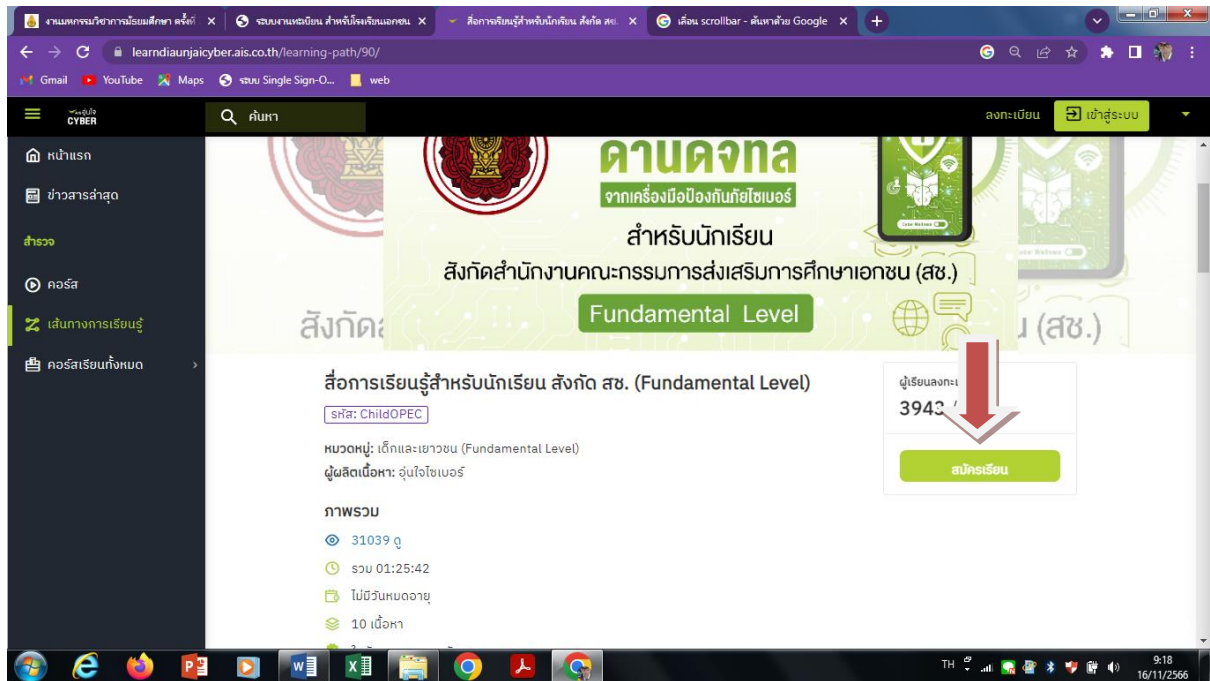 งานมหกรรมวิชาการมัธยมศึกษา ครั้งที่
ระบบงานทะเบียน สำหรับโรงเรียนเอกชน
สื่อการเรียนรู้สำหรับนักเรียน สังกัด สช.
เลื่อน scrollbar - ค้นหาด้วย Google
learndiaunjaicyber.ais.co.th/learning-path/90/
Gmail YouTube Maps ระบบ Single Sign-O... web
CYBER
ค้นหา
ลงทะเบียน
เข้าสู่ระบบ
หน้าแรก
ข่าวสารล่าสุด
สำรวจ
คอร์ส
เส้นทางการเรียนรู้
คอร์สเรียนทั้งหมด
ด้านดิจิทัล
จากเครื่องมือป้องกันภัยไซเบอร์
สำหรับนักเรียน
สังกัดสำนักงานคณะกรรมการส่งเสริมการศึกษาเอกชน (สช.)
Fundamental Level
สื่อการเรียนรู้สำหรับนักเรียน สังกัด สช. (Fundamental Level)
รหัส: ChildOPEC
หมวดหมู่: เด็กและเยาวชน (Fundamental Level)
ผู้ผลิตเนื้อหา: อุ่นใจไซเบอร์
ภาพรวม
31039 ดู
รวม 01:25:42
ไม่มีวันหมดอายุ
10 เนื้อหา
3943
สมัครเรียน
TH
9:18
16/11/2566